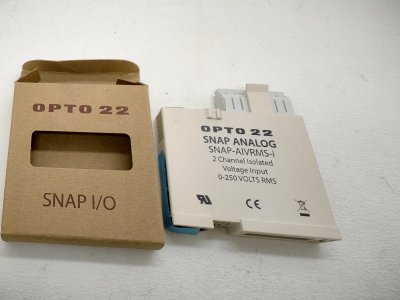 OPTO 22
SNAP I/O
OPTO 22
SNAP ANALOG
SNAP-AIVRMS-i
2 Channel Isolated
Voltage Input
0-250 VOLTS RMS
CE